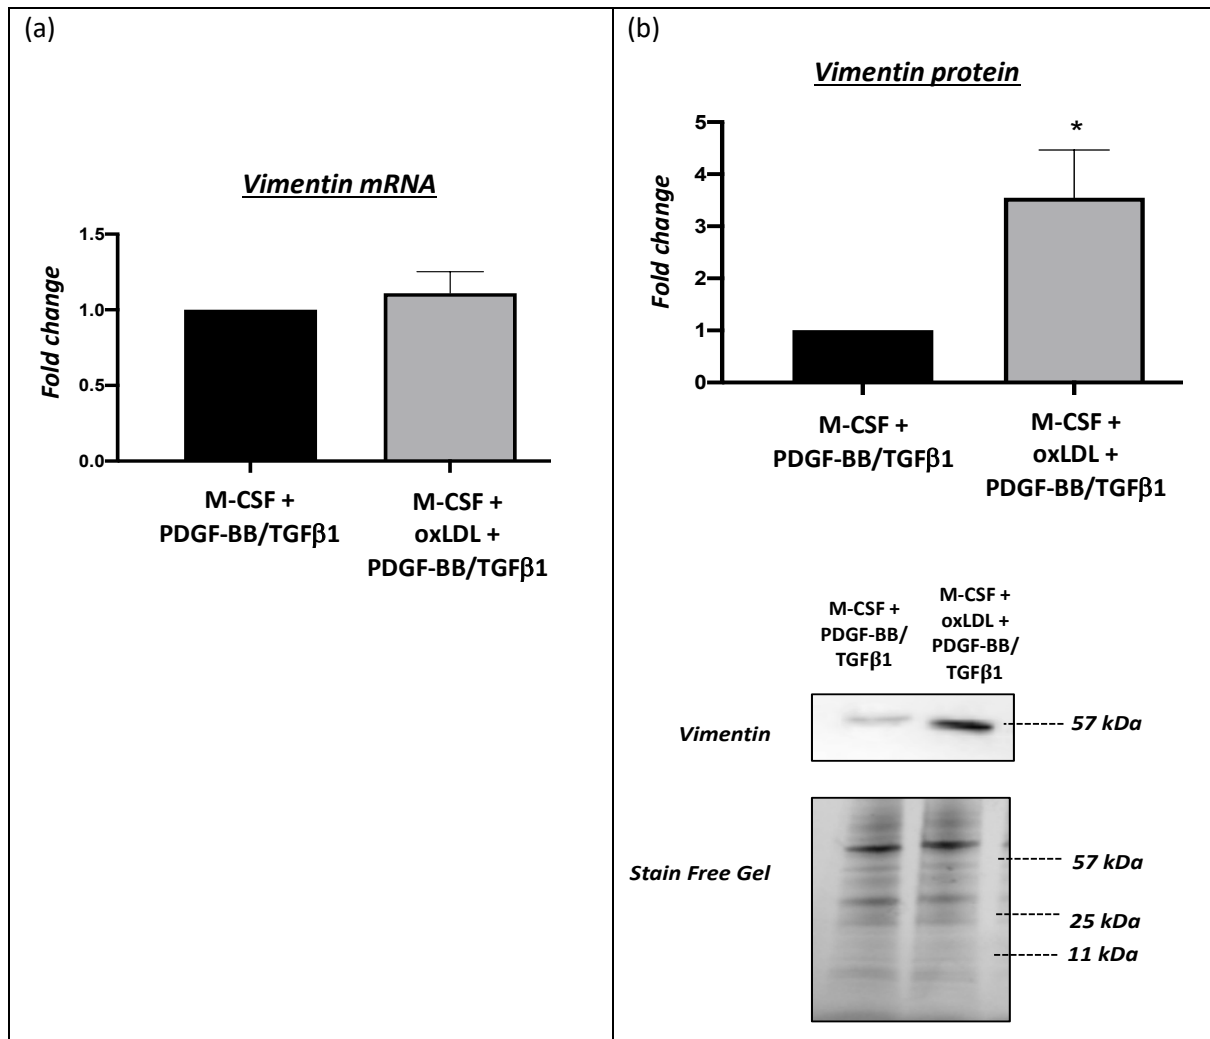 (a)
Vimentin mRNA
Fold change
1.5
1.0
0.5
0.0
M-CSF +
PDGF-BB/TGFβ1
M-CSF +
oxLDL +
PDGF-BB/TGFβ1
(b)
Vimentin protein
Fold change
5
4
3
2
1
0
*
M-CSF +
PDGF-BB/TGFβ1
M-CSF +
oxLDL +
PDGF-BB/TGFβ1
M-CSF +
PDGF-BB/
TGFβ1
M-CSF +
oxLDL +
PDGF-BB/
TGFβ1
Vimentin
57 kDa
Stain Free Gel
57 kDa
25 kDa
11 kDa